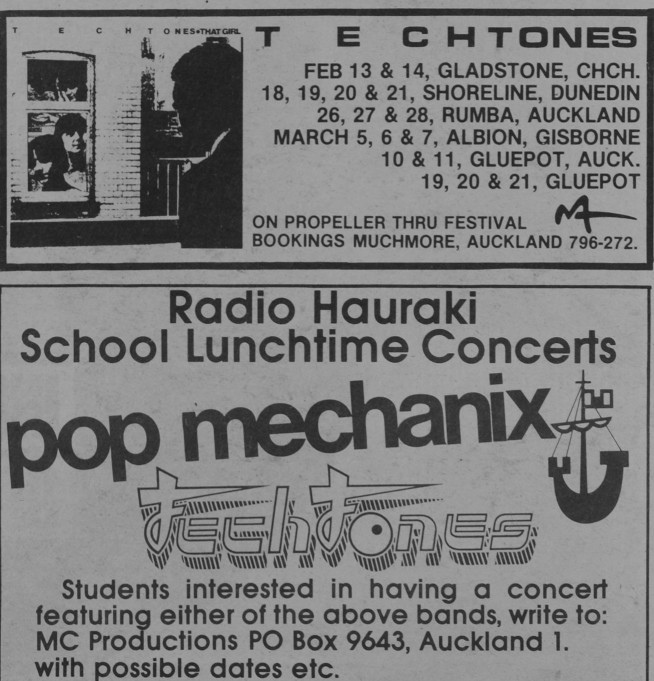 T E C H T O N E S•THAT GIRL
T E C H T O N E S
FEB 13 & 14, GLADSTONE, CHCH.
18, 19, 20 & 21, SHORELINE, DUNEDIN
26, 27 & 28, RUMBA, AUCKLAND
MARCH 5, 6 & 7, ALBION, GISBORNE
10 & 11, GLUEPOT, AUCK.
19, 20 & 21, GLUEPOT
ON PROPELLER THRU FESTIVAL
BOOKINGS MUCHMORE, AUCKLAND 796-272.
Radio Hauraki
School Lunchtime Concerts
pop mechanix
techtones
Students interested in having a concert
featuring either of the above bands, write to:
MC Productions PO Box 9643, Auckland 1.
with possible dates etc.